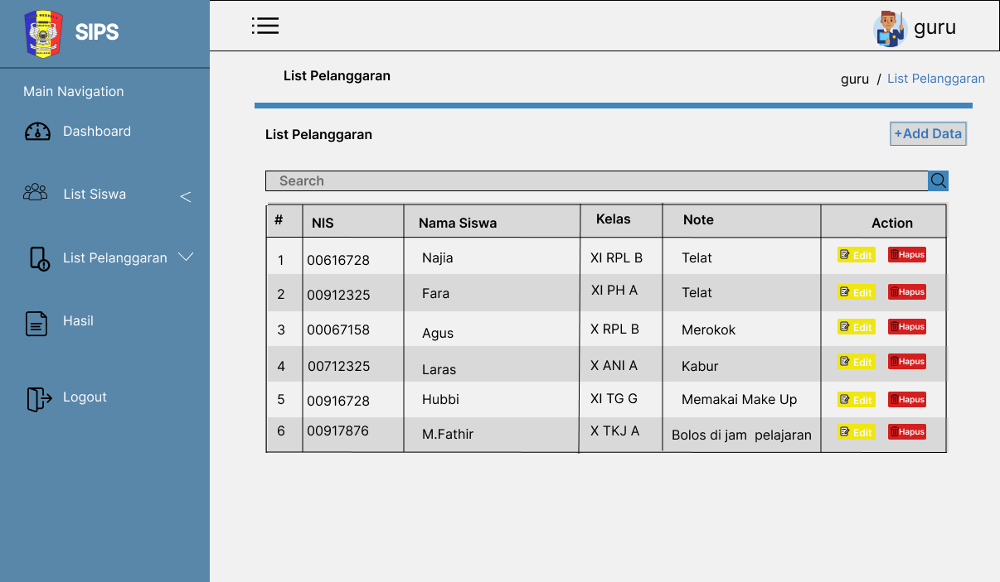 SIPS
guru
Main Navigation
Dashboard
List Siswa <
List Pelanggaran
Hasil
Logout
List Pelanggaran
guru / List Pelanggaran
List Pelanggaran
+Add Data
Search
# NIS Nama Siswa Kelas Note Action
1 00616728 Najia XI RPL B Telat Edit Hapus
2 00912325 Fara XI PH A Telat Edit Hapus
3 00067158 Agus X RPL B Merokok Edit Hapus
4 00712325 Laras X ANI A Kabur Edit Hapus
5 00916728 Hubbi XI TG G Memakai Make Up Edit Hapus
6 00917876 M.Fathir X TKJ A Bolos di jam pelajaran Edit Hapus